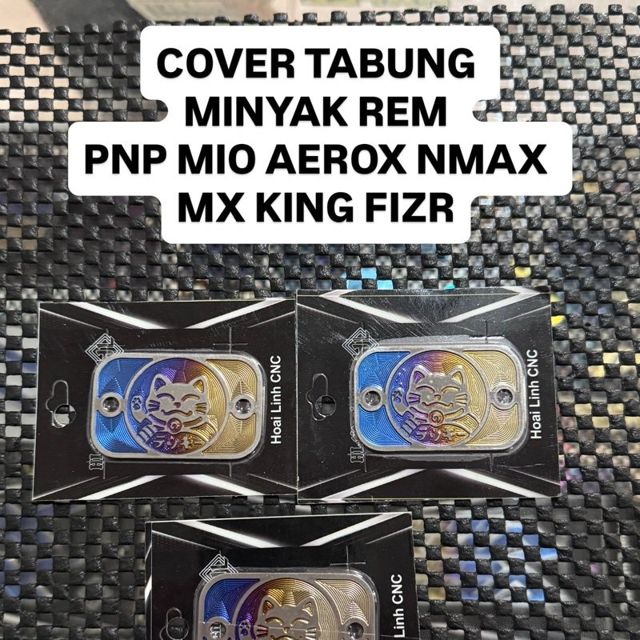 COVER TABUNG
MINYAK REM
PNP MIO AEROX NMAX
MX KING FIZR
Hoai Linh CNC
Hoai Linh CNC
Linh CNC